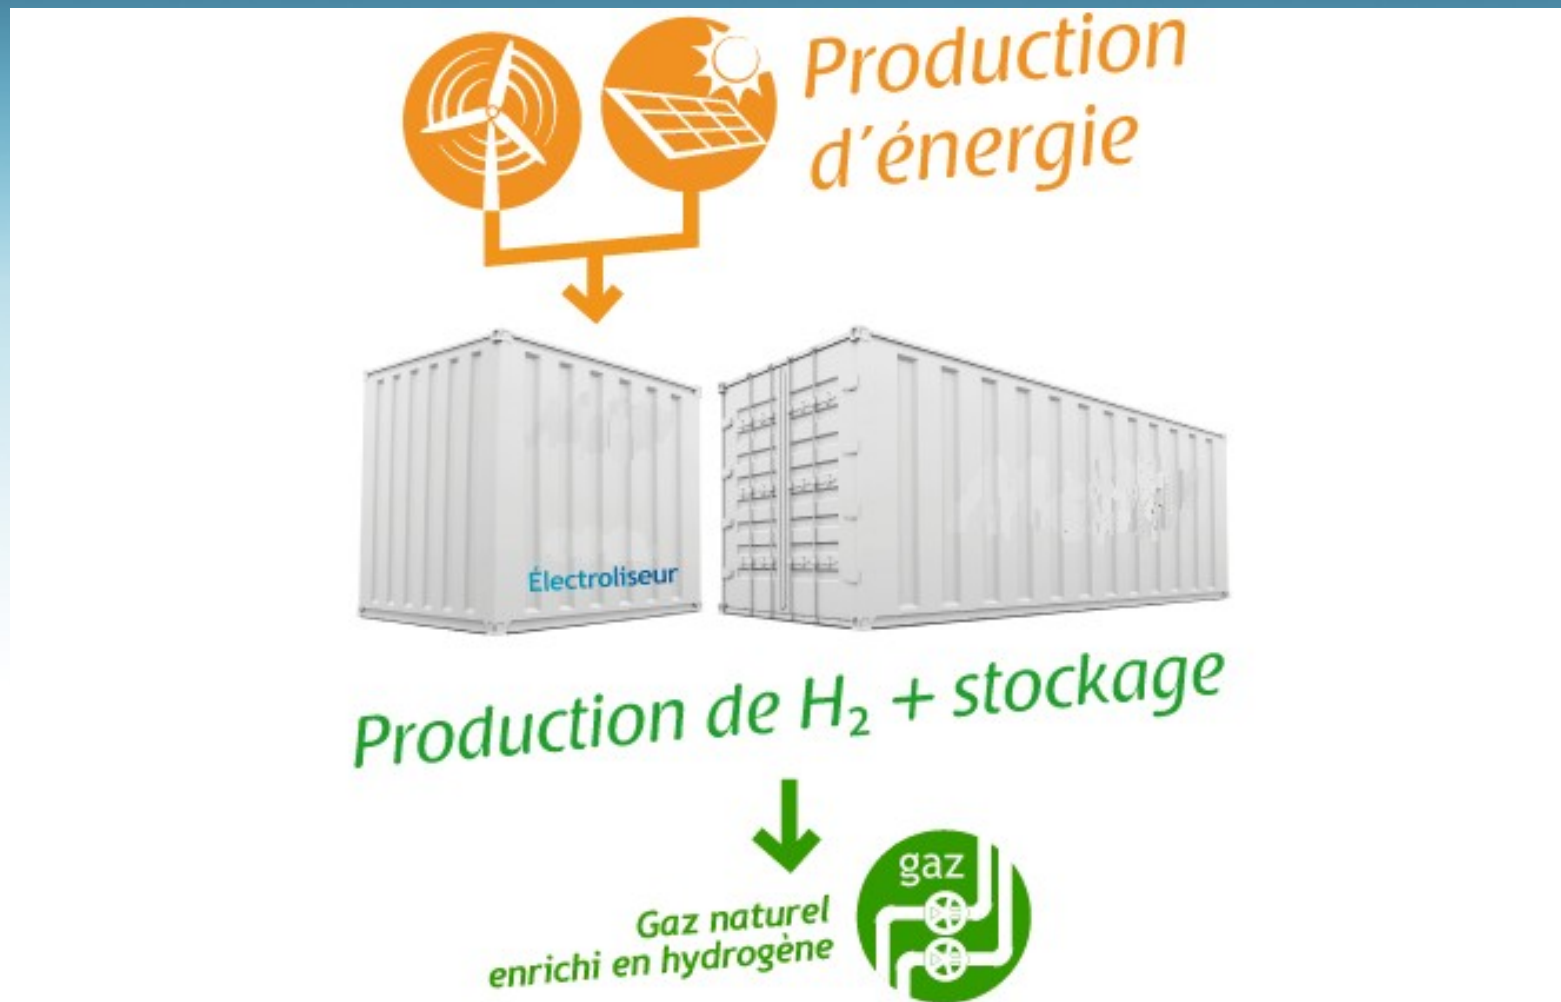 Production
d´énergie
Électroliseur
Production de H₂ + stockage
gaz
Gaz naturel
enrichi en hydrogène